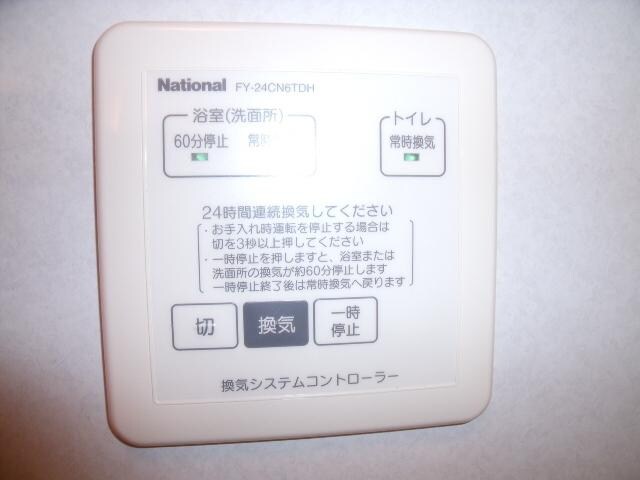 National FY-24CN6TDH
浴室(洗面所) トイレ
60分停止 常時 常時換気
24時間連続換気してください
・お手入れ時運転を停止する場合は
切を3秒以上押してください
・一時停止を押しますと、浴室または
洗面所の換気が約60分停止します
一時停止終了後は常時換気へ戻ります
切 換気 一時
停止
換気システムコントローラー